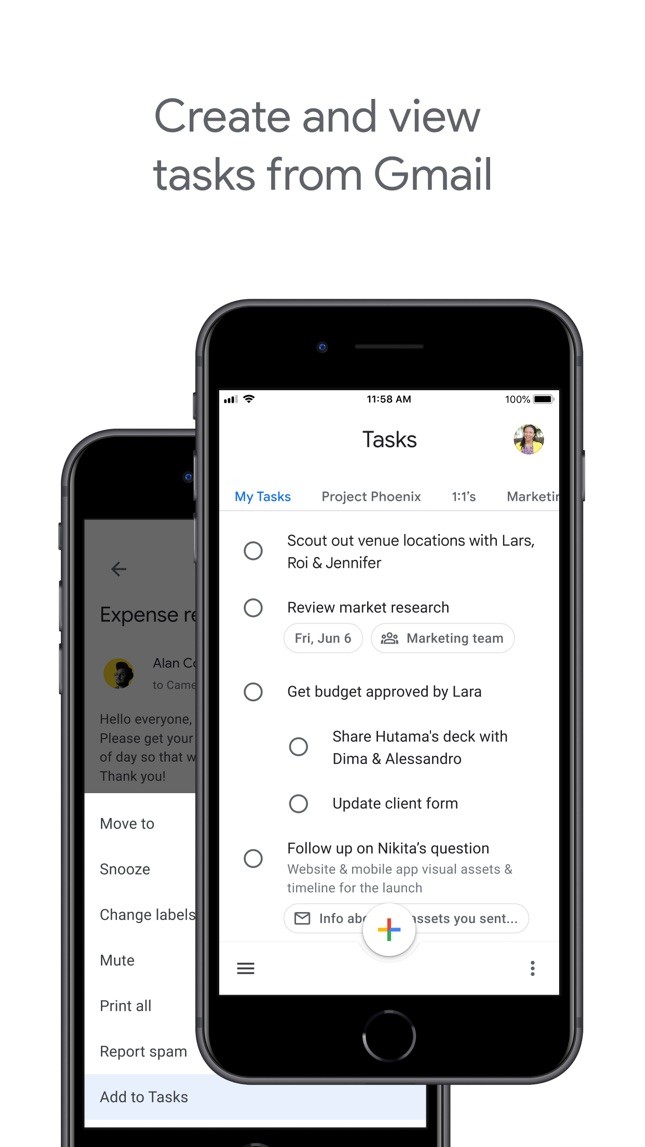 Create and view
tasks from Gmail
11:58 AM
100%
Tasks
My Tasks Project Phoenix 1:1's
Scout out venue locations with Lars,
Roi & Jennifer
Review market research
Fri, Jun 6 Marketing team
Get budget approved by Lara
Share Hutama's deck with
Dima & Alessandro
Update client form
Follow up on Nikita’s question
Website & mobile app visual assets &
timeline for the launch
Info assets you sent...
Expense
Alan
to
Hello everyone,
Please get your
of day so that
Thank you!
Move to
Snooze
Change labels
Mute
Print all
Report spam
Add to Tasks